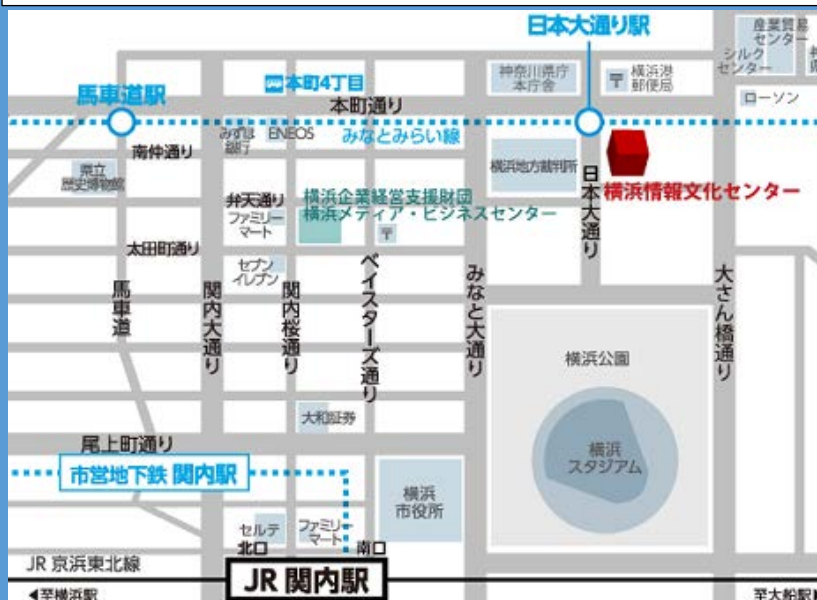 日本大通り駅
産業貿易
センター
シルク
センター
神奈川県庁
本庁舎
横浜港
郵便局
本町4丁目
馬車道駅
本町通り
ローソン
みずほ
銀行
ENEOS
みなとみらい線
南仲通り
県立
歴史博物館
横浜地方裁判所
日本大通り
横浜情報文化センター
弁天通り
横浜企業経営支援財団
横浜メディア・ビジネスセンター
ファミリー
マート
太田町通り
セブン
イレブン
馬車道
関内大通り
関内桜通り
ベイスターズ通り
みなと大通り
大さん橋通り
横浜公園
大和証券
尾上町通り
横浜
スタジアム
市営地下鉄 関内駅
横浜
市役所
セルテ
ファミリー
マート
北口
南口
JR 京浜東北線
JR 関内駅
◀至横浜駅
至大船駅▶